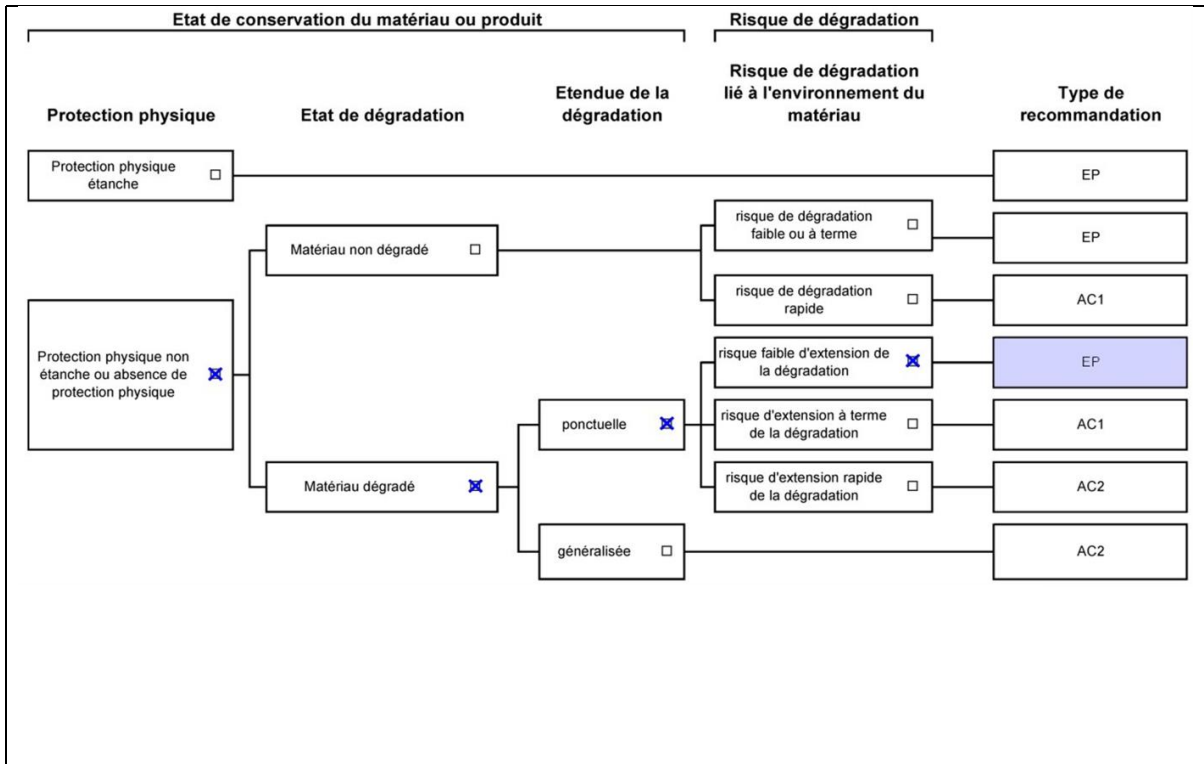 Etat de conservation du matériau ou produit
Risque de dégradation
Protection physique
Etat de dégradation
Etendue de la
dégradation
Risque de dégradation
lié à l'environnement du
matériau
Type de
recommandation
Protection physique
étanche
EP
Matériau non dégradé
risque de dégradation
faible ou à terme
EP
risque de dégradation
rapide
AC1
Protection physique non
étanche ou absence de
protection physique
risque faible d'extension de
la dégradation
EP
ponctuelle
risque d'extension à terme
de la dégradation
AC1
Matériau dégradé
risque d'extension rapide
de la dégradation
AC2
généralisée
AC2